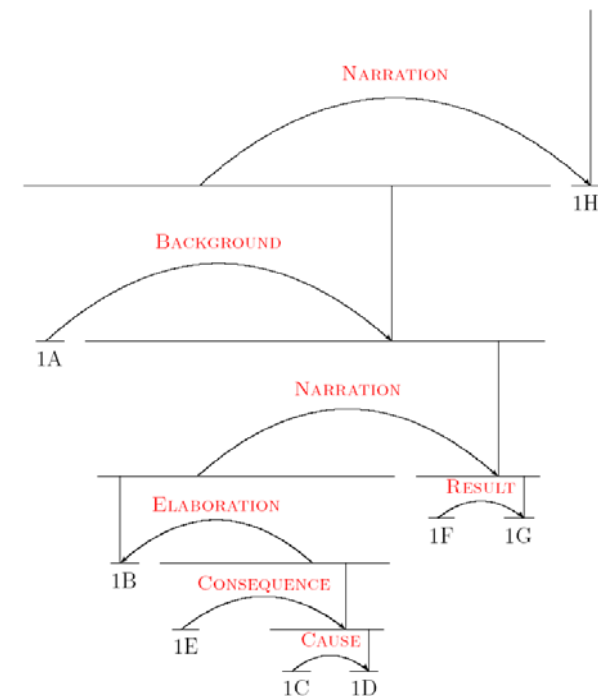 NARRATION
1H
BACKGROUND
1A
NARRATION
RESULT
1F 1G
ELABORATION
1B
CONSEQUENCE
1E
CAUSE
1C 1D